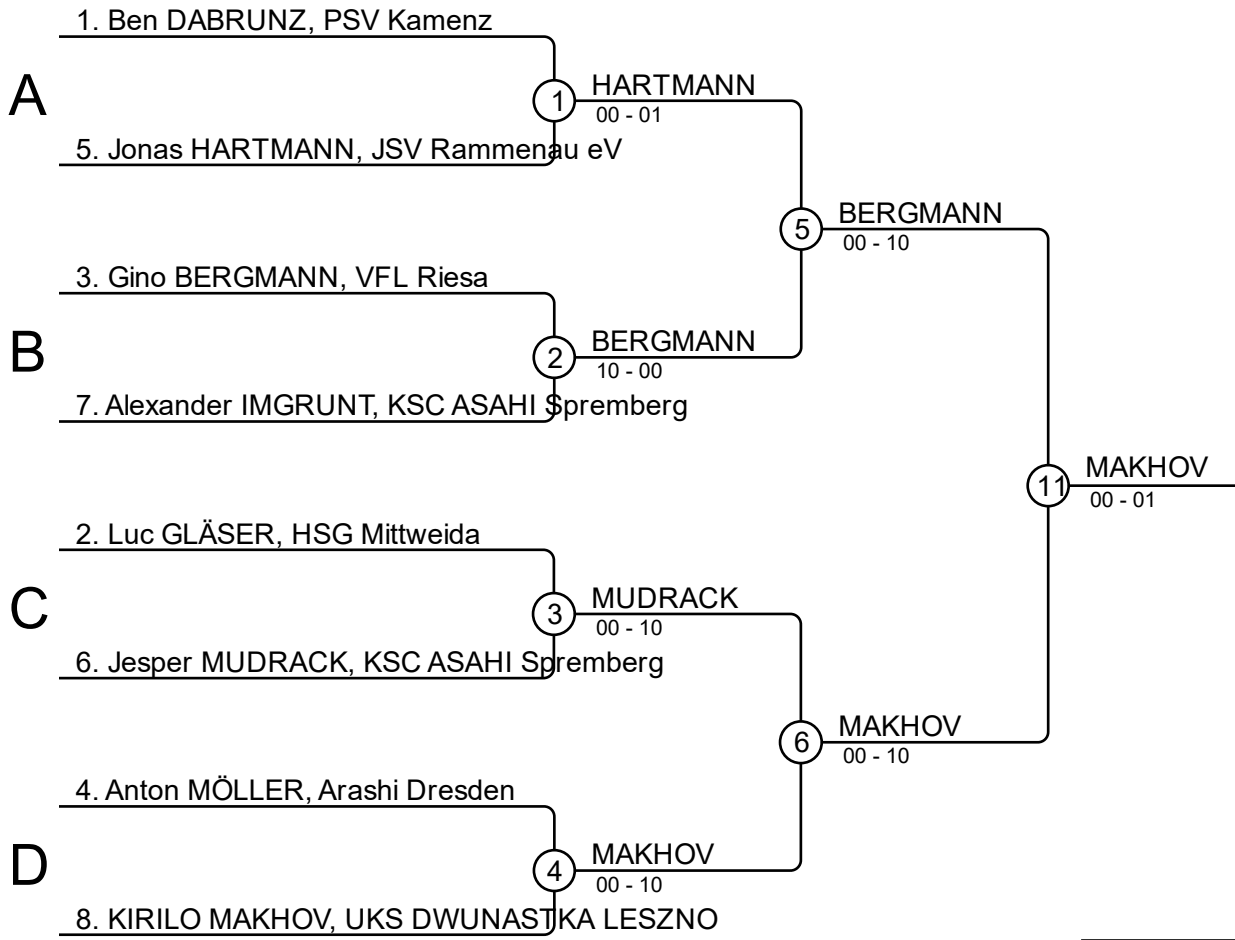 1. Ben DABRUNZ, PSV Kamenz
A
1
HARTMANN
00 - 01
5. Jonas HARTMANN, JSV Rammenau eV
5
BERGMANN
00 - 10
3. Gino BERGMANN, VFL Riesa
B
2
BERGMANN
10 - 00
7. Alexander IMGRUNT, KSC ASAHI Spremberg
11
MAKHOV
00 - 01
2. Luc GLÄSER, HSG Mittweida
C
3
MUDRACK
00 - 10
6. Jesper MUDRACK, KSC ASAHI Spremberg
6
MAKHOV
00 - 10
4. Anton MÖLLER, Arashi Dresden
D
4
MAKHOV
00 - 10
8. KIRILO MAKHOV, UKS DWUNASTKA LESZNO